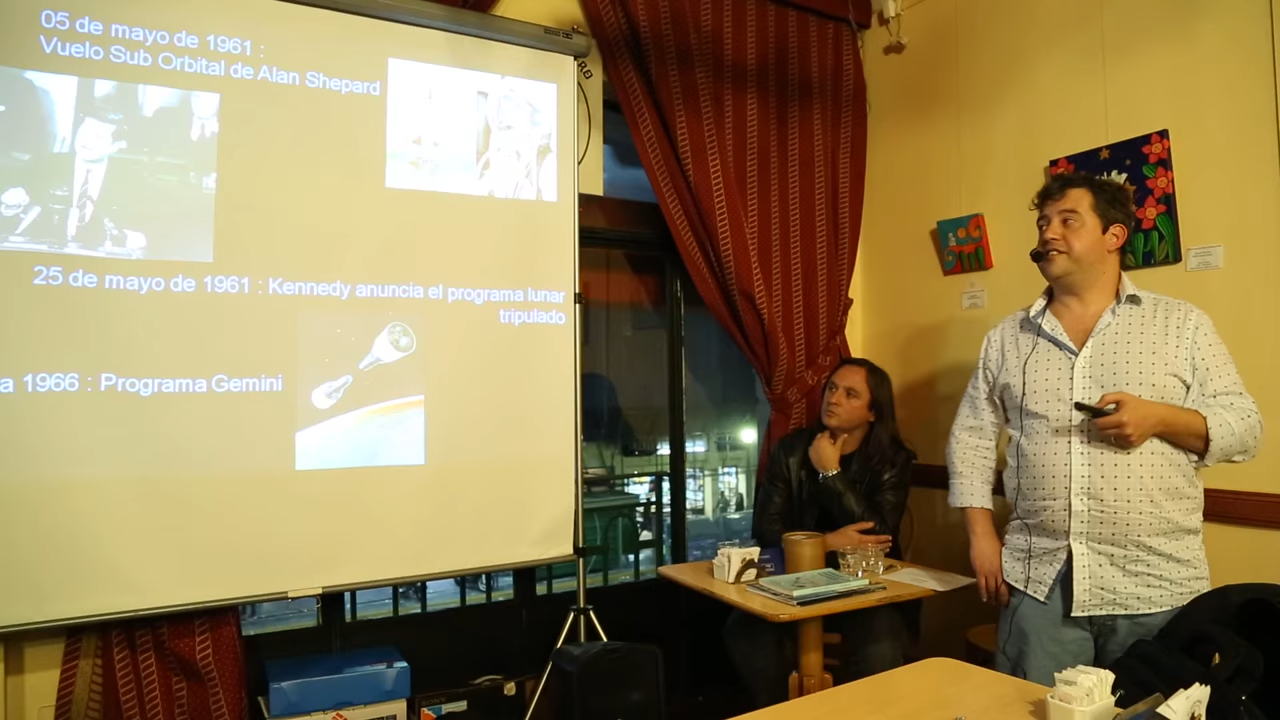 05 de mayo de 1961 :
Vuelo Sub Orbital de Alan Shepard
25 de mayo de 1961 : Kennedy anuncia el programa lunar
tripulado
a 1966 : Programa Gemini
SONY